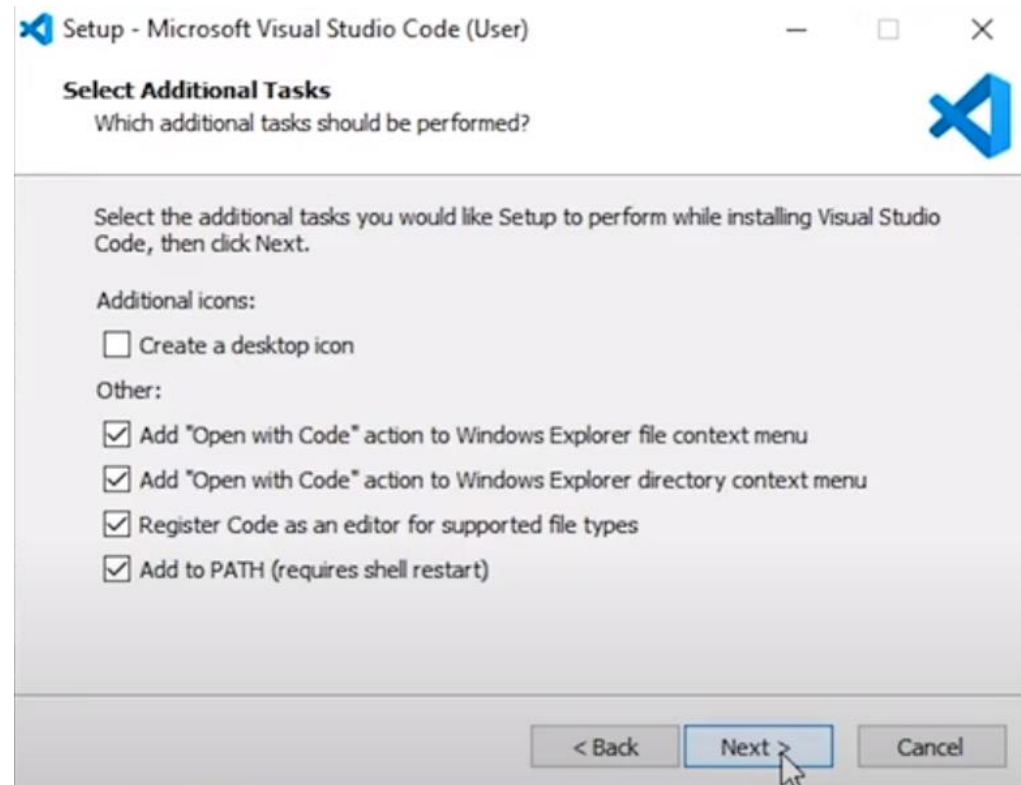 Setup - Microsoft Visual Studio Code (User)
Select Additional Tasks
Which additional tasks should be performed?
Select the additional tasks you would like Setup to perform while installing Visual Studio
Code, then click Next.
Additional icons:
Create a desktop icon
Other:
Add "Open with Code" action to Windows Explorer file context menu
Add "Open with Code" action to Windows Explorer directory context menu
Register Code as an editor for supported file types
Add to PATH (requires shell restart)
< Back Next > Cancel